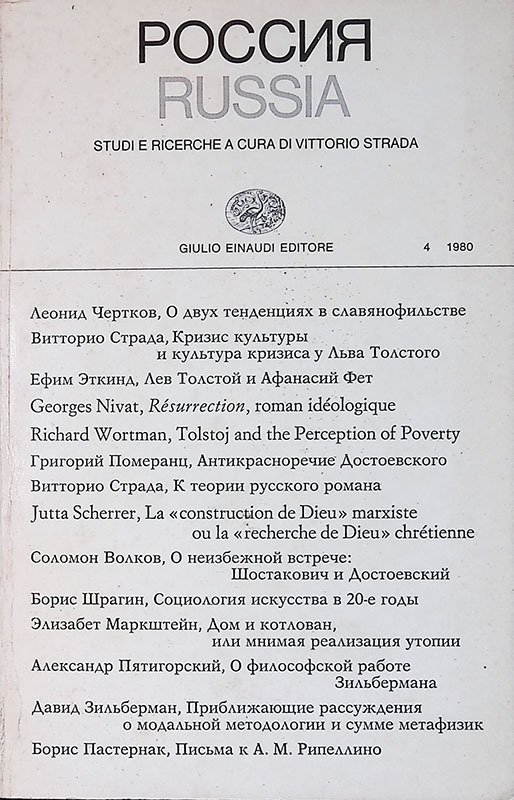 РОССИЯ
RUSSIA
STUDI E RICERCHE A CURA DI VITTORIO STRADA
GIULIO EINAUDI EDITORE 4 1980
Леонид Чертков, О двух тенденциях в славянофильстве
Витторио Страда, Кризис культуры
и культура кризиса у Льва Толстого
Ефим Эткинд, Лев Толстой и Афанасий Фет
Georges Nivat, Résurrection, roman idéologique
Richard Wortman, Tolstoj and the Perception of Poverty
Григорий Померанц, Антикрасноречие Достоевского
Витторио Страда, К теории русского романа
Jutta Scherrer, La «construction de Dieu» marxiste
ou la «recherche de Dieu» chrétienne
Соломон Волков, О неизбежной встрече:
Шостакович и Достоевский
Борис Шрагин, Социология искусства в 20-е годы
Элизабет Маркштейн, Дом и котлован,
или мнимая реализация утопии
Александр Пятигорский, О философской работе
Зильбермана
Давид Зильберман, Приближающие рассуждения
о модальной методологии и сумме метафизик
Борис Пастернак, Письма к А. М. Рипеллино